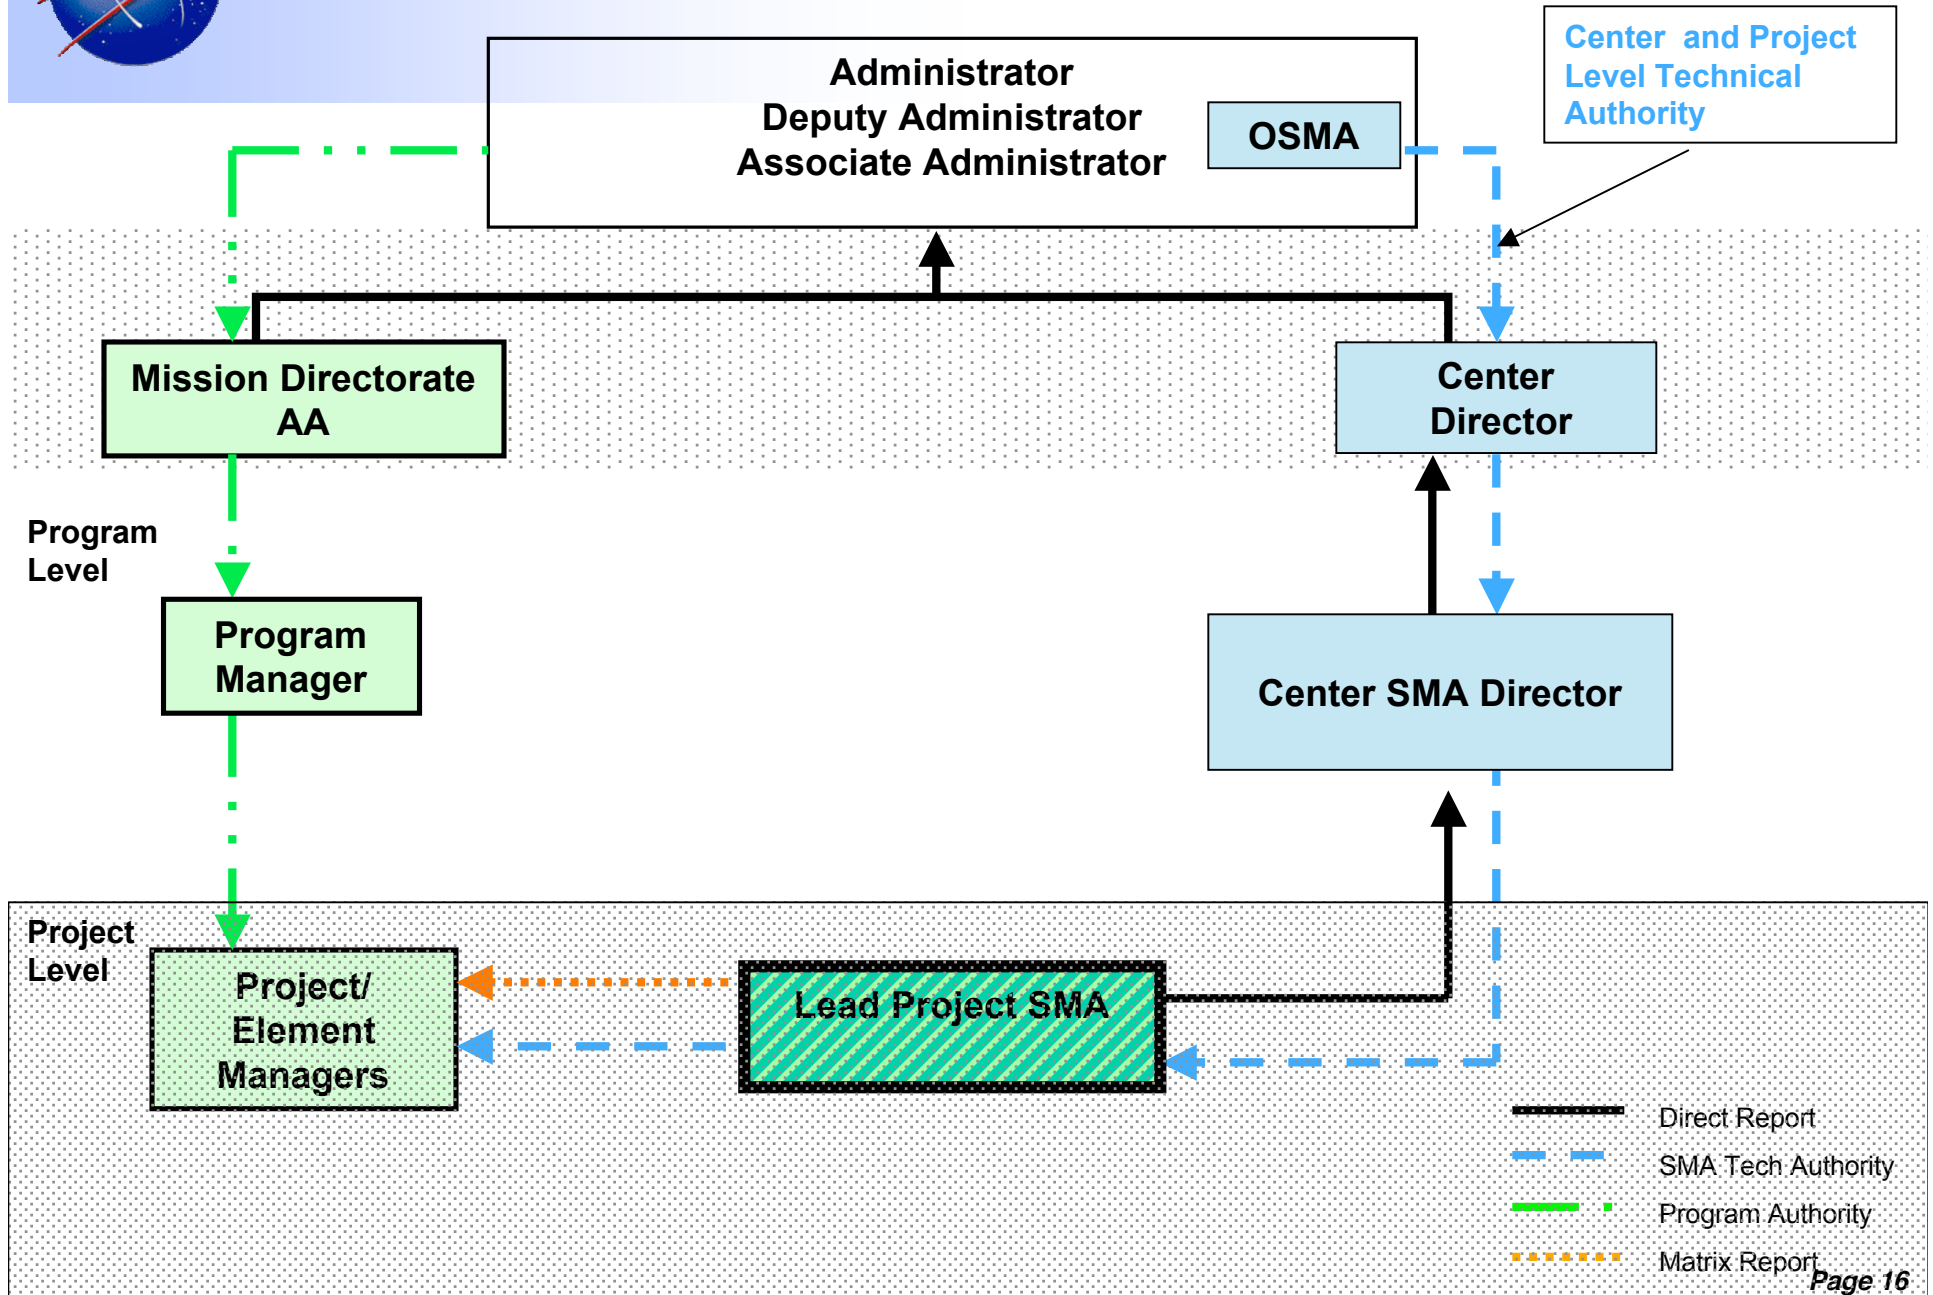 Administrator
Deputy Administrator
Associate Administrator
OSMA
Center and Project
Level Technical
Authority
Mission Directorate
AA
Center
Director
Program
Level
Program
Manager
Center SMA Director
Project
Level
Project/
Element
Managers
Lead Project SMA
Direct Report
SMA Tech Authority
Program Authority
Matrix Report
Page 16